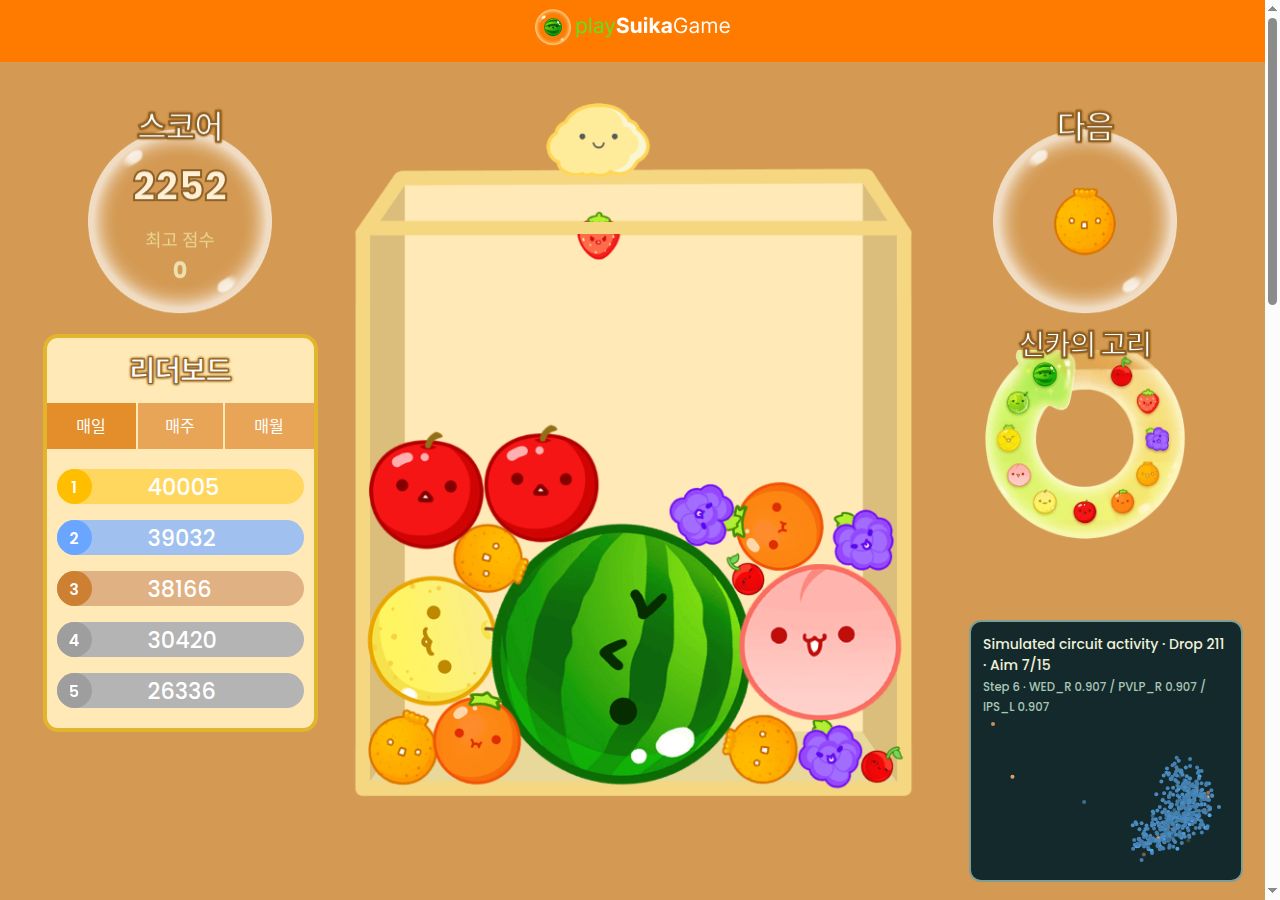 playSuikaGame
스코어
2252
최고 점수
0
다음
신카의 고리
리더보드
매일 매주 매월
1 40005
2 39032
3 38166
4 30420
5 26336
Simulated circuit activity · Drop 211
· Aim 7/15
Step 6 · WED_R 0.907 / PVLP_R 0.907 /
IPS_L 0.907